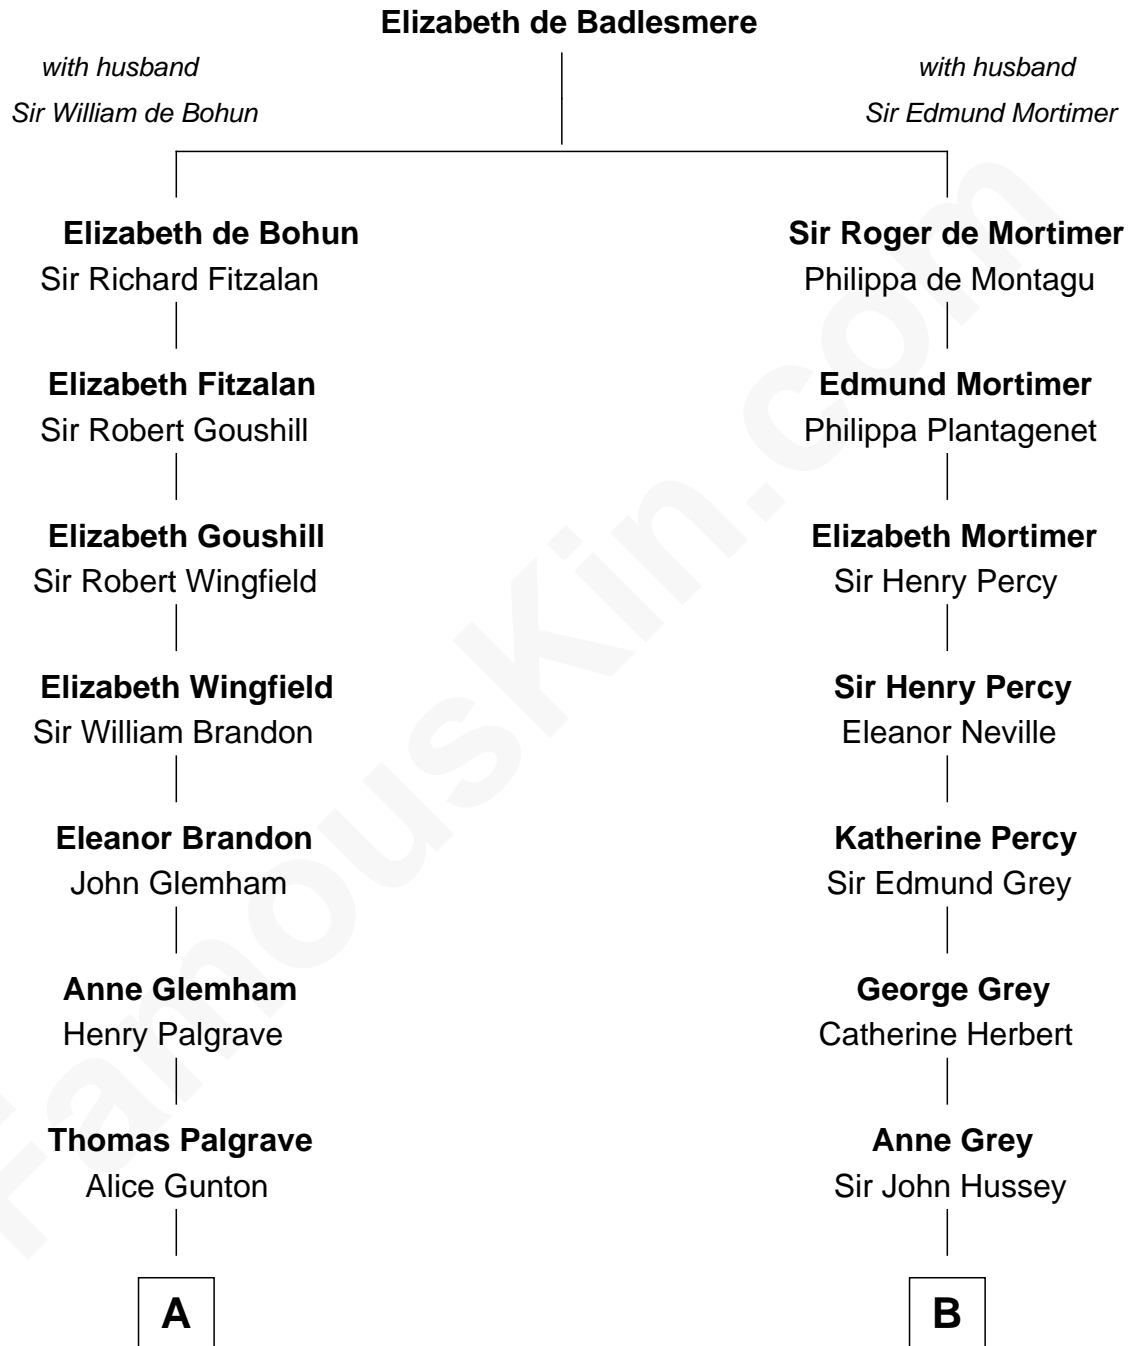 Elizabeth de Badlesmere
with husband
Sir William de Bohun
with husband
Sir Edmund Mortimer
Elizabeth de Bohun
Sir Richard Fitzalan
Sir Roger de Mortimer
Philippa de Montagu
Elizabeth Fitzalan
Sir Robert Goushill
Edmund Mortimer
Philippa Plantagenet
Elizabeth Goushill
Sir Robert Wingfield
Elizabeth Mortimer
Sir Henry Percy
Elizabeth Wingfield
Sir William Brandon
Sir Henry Percy
Eleanor Neville
Eleanor Brandon
John Glemham
Katherine Percy
Sir Edmund Grey
Anne Glemham
Henry Palgrave
George Grey
Catherine Herbert
Thomas Palgrave
Alice Gunton
Anne Grey
Sir John Hussey
A
B
FamousKin.com